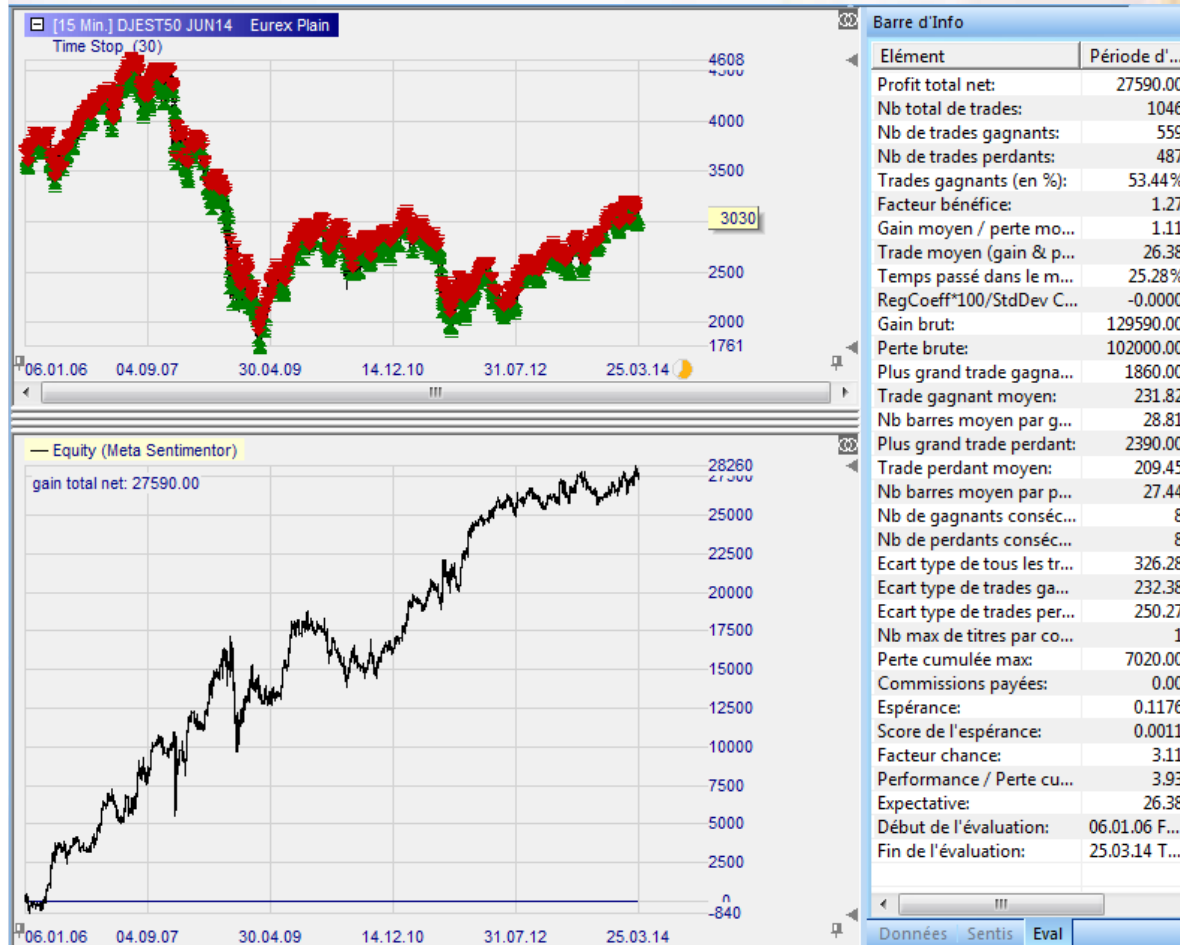 [15 Min.] DJEST50 JUN14 Eurex Plain
Time Stop (30)
4608
4500
4000
3500
3030
2500
2000
1761
06.01.06 04.09.07 30.04.09 14.12.10 31.07.12 25.03.14
Equity (Meta Sentimentor)
gain total net: 27590.00
28260
27500
25000
22500
20000
17500
15000
12500
10000
7500
5000
2500
0
-840
06.01.06 04.09.07 30.04.09 14.12.10 31.07.12 25.03.14
Barre d'Info
Elément Période d'...
Profit total net: 27590.00
Nb total de trades: 1046
Nb de trades gagnants: 559
Nb de trades perdants: 487
Trades gagnants (en %): 53.44%
Facteur bénéfice: 1.27
Gain moyen / perte mo... 1.11
Trade moyen (gain & p... 26.38
Temps passé dans le m... 25.28%
RegCoeff*100/StdDev C... -0.0000
Gain brut: 129590.00
Perte brute: 102000.00
Plus grand trade gagna... 1860.00
Trade gagnant moyen: 231.82
Nb barres moyen par g... 28.81
Plus grand trade perdant: 2390.00
Trade perdant moyen: 209.45
Nb barres moyen par p... 27.44
Nb de gagnants conséc... 8
Nb de perdants conséc... 8
Ecart type de tous les tr... 326.28
Ecart type de trades ga... 232.38
Ecart type de trades per... 250.27
Nb max de titres par co... 1
Perte cumulée max: 7020.00
Commissions payées: 0.00
Espérance: 0.1176
Score de l'espérance: 0.0011
Facteur chance: 3.11
Performance / Perte cu... 3.93
Expectative: 26.38
Début de l'évaluation: 06.01.06 F...
Fin de l'évaluation: 25.03.14 T...
Données Sentis Eval